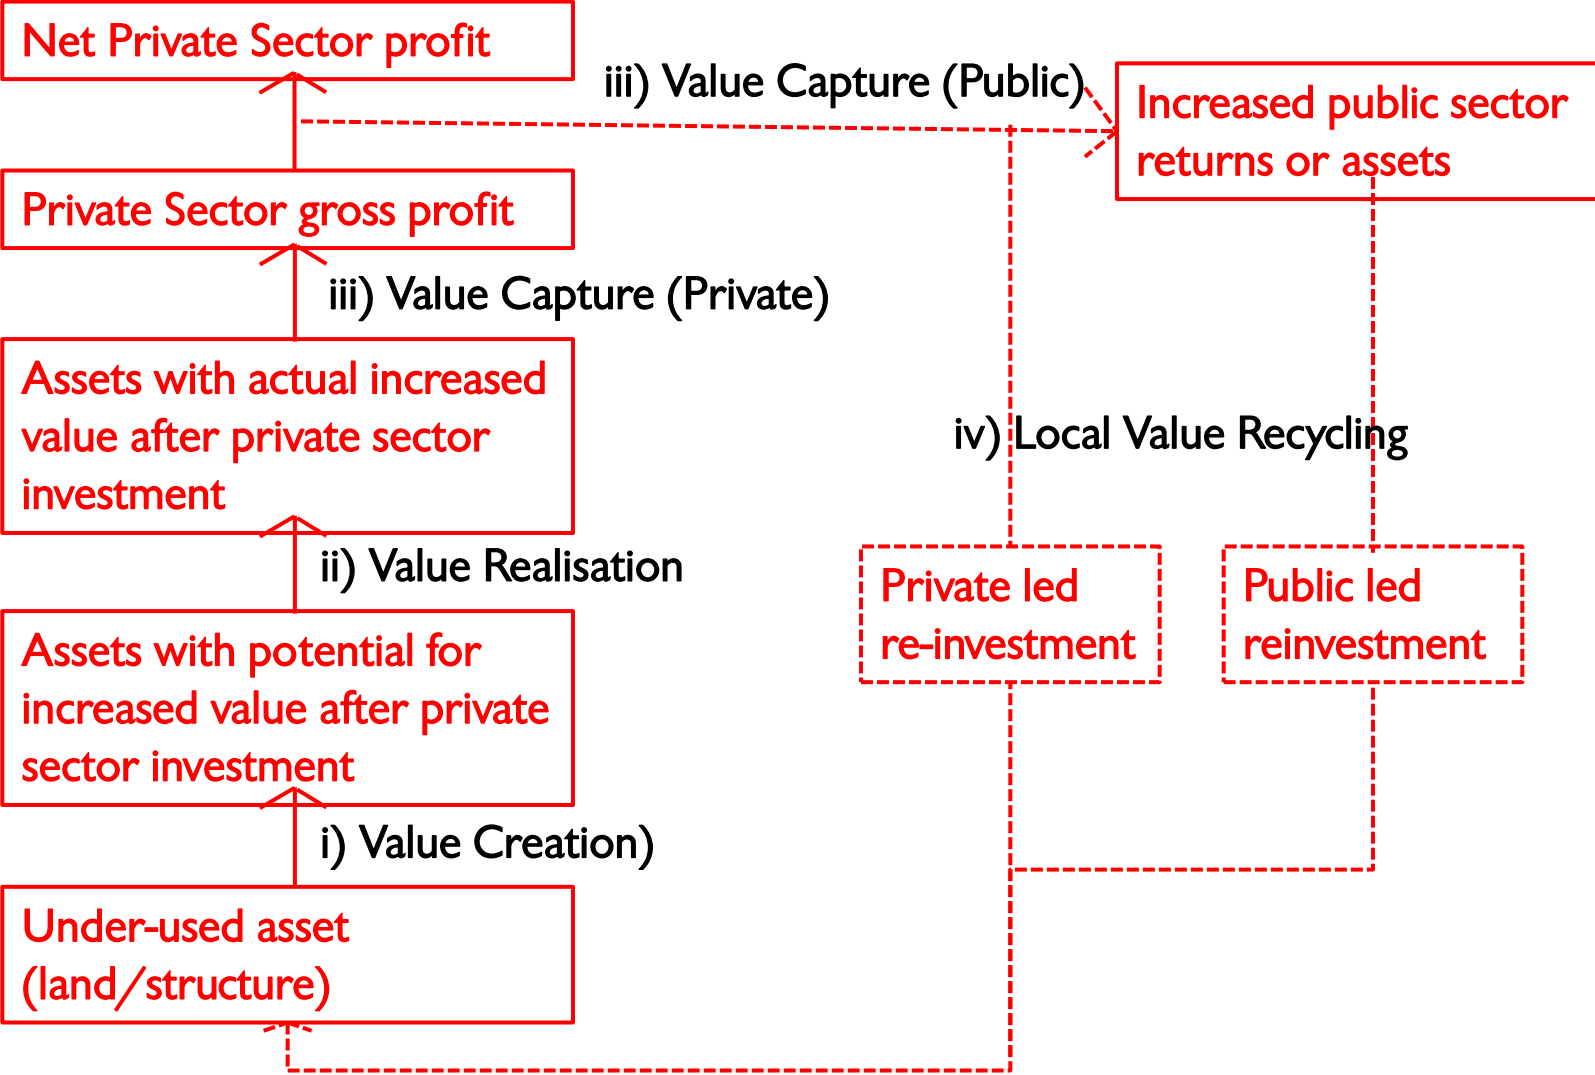 Net Private Sector profit
iii) Value Capture (Public)
Increased public sector
returns or assets
Private Sector gross profit
iii) Value Capture (Private)
Assets with actual increased
value after private sector
investment
iv) Local Value Recycling
ii) Value Realisation
Private led
re-investment
Public led
reinvestment
Assets with potential for
increased value after private
sector investment
i) Value Creation)
Under-used asset
(land/structure)